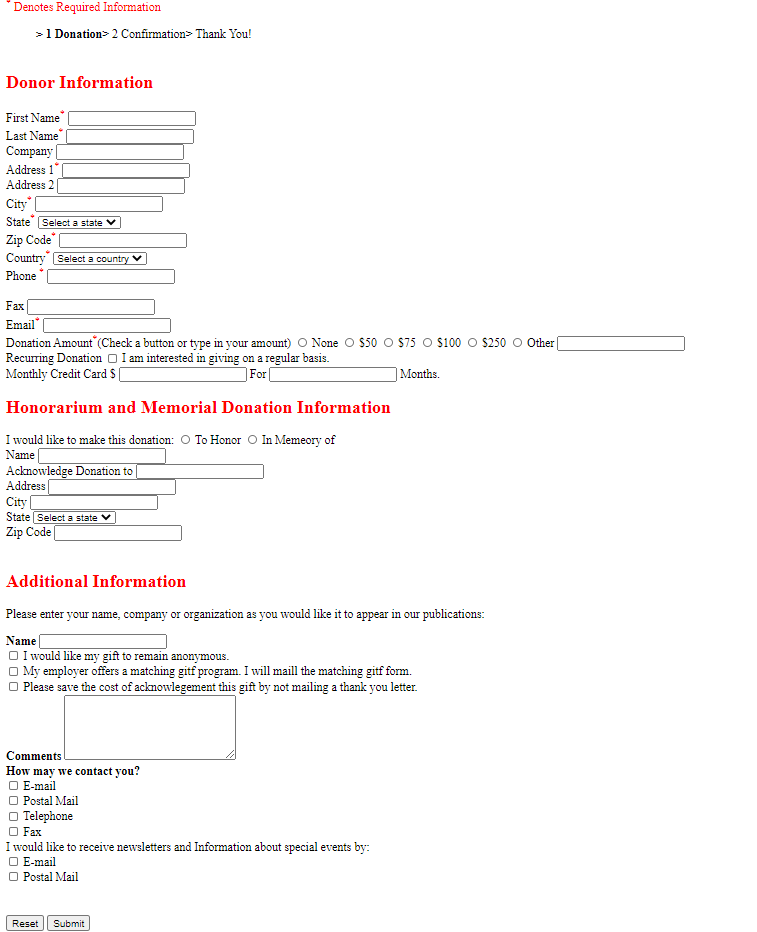 * Denotes Required Information
> 1 Donation> 2 Confirmation> Thank You!
Donor Information
First Name*
Last Name*
Company
Address 1*
Address 2
City*
State* Select a state
Zip Code*
Country* Select a country
Phone *
Fax
Email*
Donation Amount*(Check a button or type in your amount) None $50 $75 $100 $250 Other
Recurring Donation I am interested in giving on a regular basis.
Monthly Credit Card $ For Months.
Honorarium and Memorial Donation Information
I would like to make this donation: To Honor In Memeory of
Name
Acknowledge Donation to
Address
City
State Select a state
Zip Code
Additional Information
Please enter your name, company or organization as you would like it to appear in our publications:
Name
I would like my gift to remain anonymous.
My employer offers a matching gitf program. I will maill the matching gitf form.
Please save the cost of acknowlegement this gift by not mailing a thank you letter.
Comments
How may we contact you?
E-mail
Postal Mail
Telephone
Fax
I would like to receive newsletters and Information about special events by:
E-mail
Postal Mail
Reset Submit